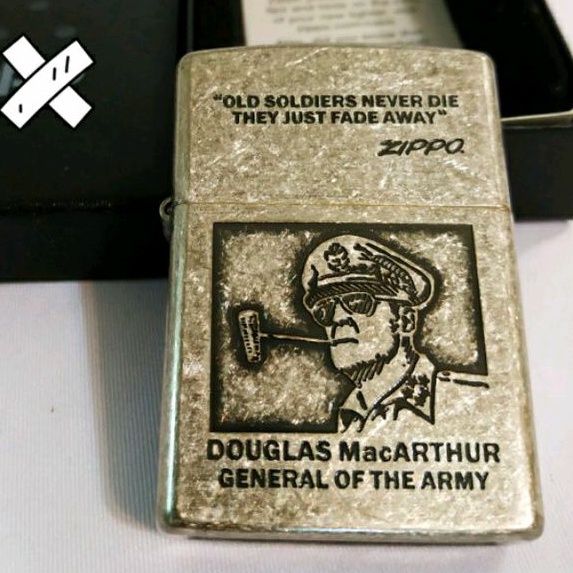 "OLD SOLDIERS NEVER DIE
THEY JUST FADE AWAY"
ZIPPO
DOUGLAS MacARTHUR
GENERAL OF THE ARMY